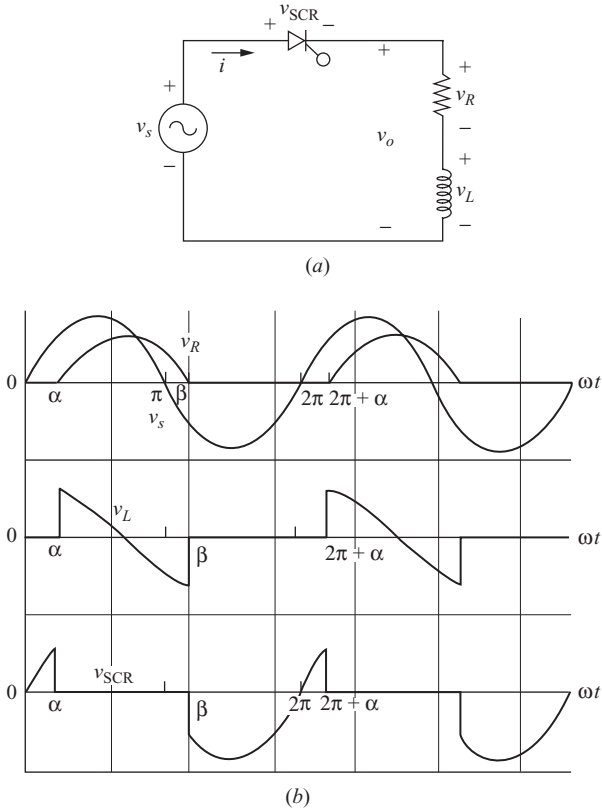 + v_SCR −
i
+ v_s −
+ v_o −
+ v_R −
+ v_L −
(a)
v_R
0 α π β 2π 2π + α ωt
v_s
v_L
0 α β 2π + α ωt
v_SCR
0 α β 2π 2π + α ωt
(b)